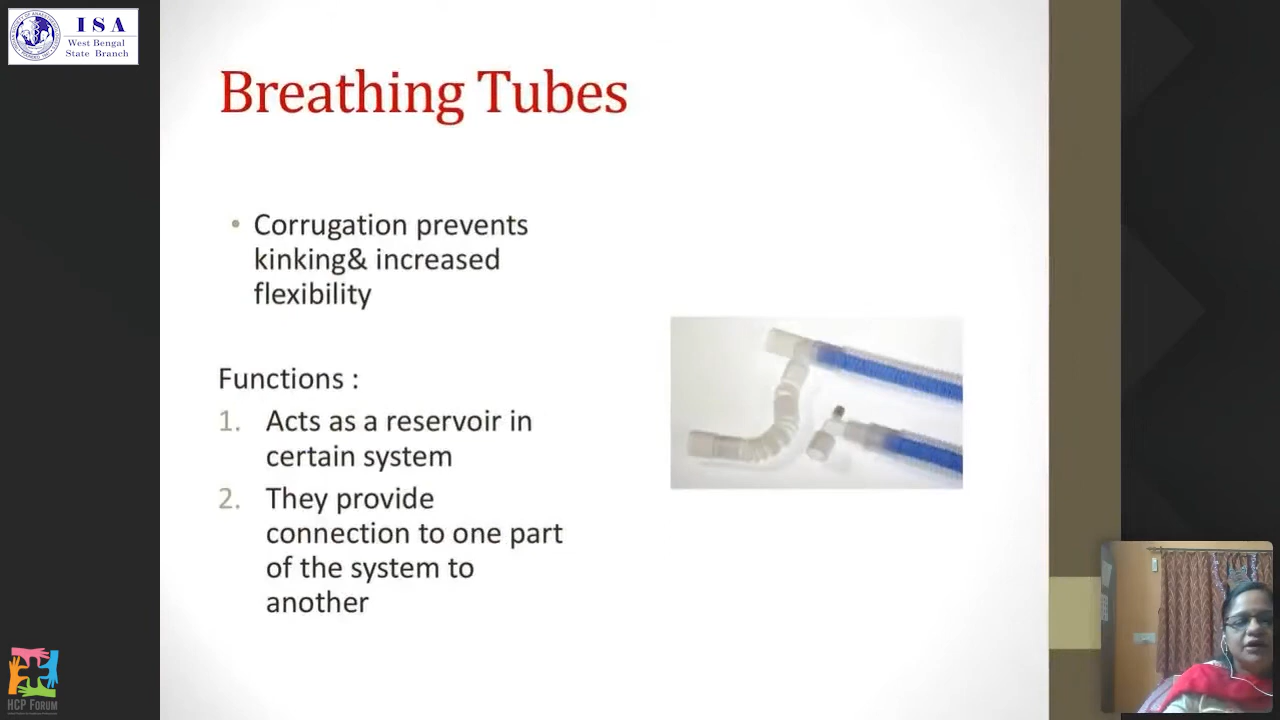 I S A
West Bengal
State Branch
Breathing Tubes
• Corrugation prevents
kinking& increased
flexibility
Functions :
1. Acts as a reservoir in
certain system
2. They provide
connection to one part
of the system to
another
HCP FORUM